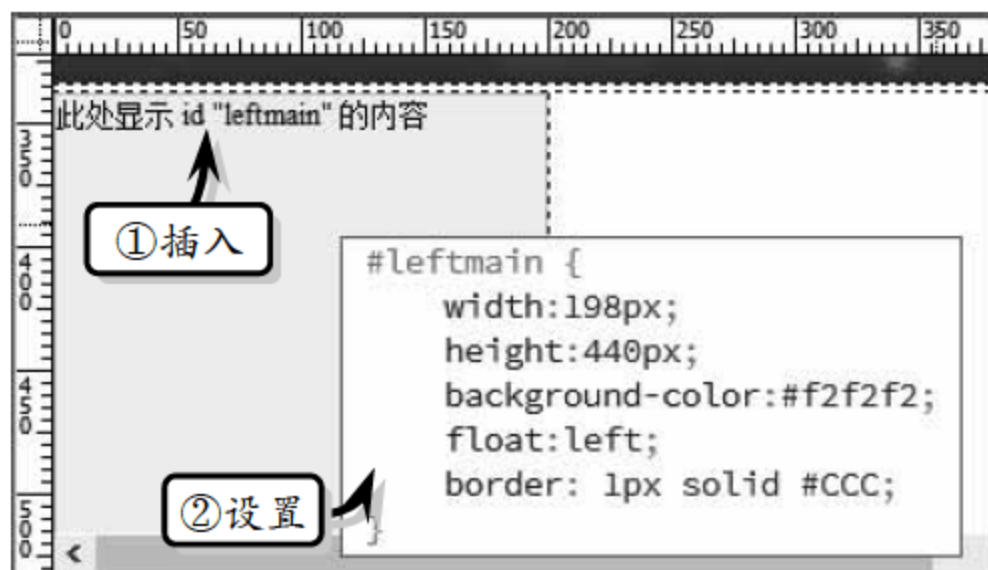 0 50 100 150 200 250 300 350
此处显示 id "leftmain" 的内容
350
①插入
400
#leftmain {
width:198px;
height:440px;
background-color:#f2f2f2;
450
float:left;
border: 1px solid #CCC;
②设置
500
}